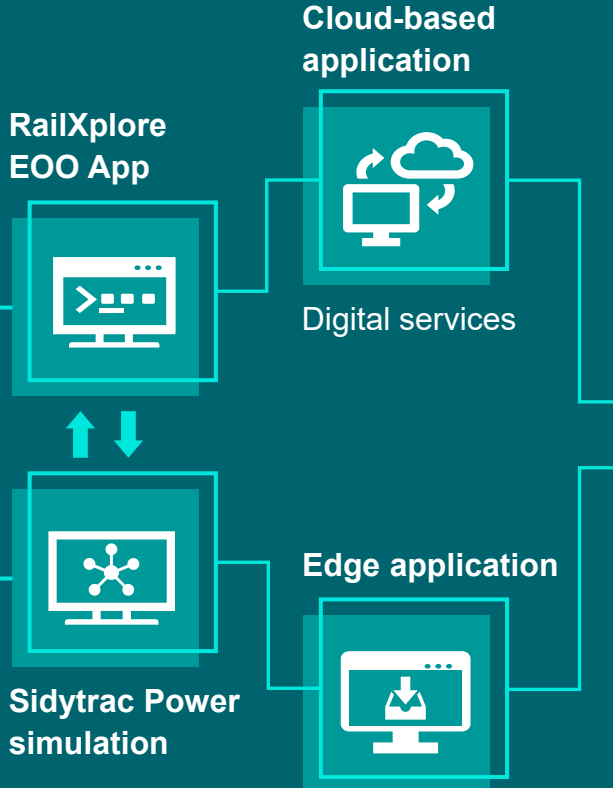 Cloud-based
application
RailXplore
EOO App
Digital services
Edge application
Sidytrac Power
simulation